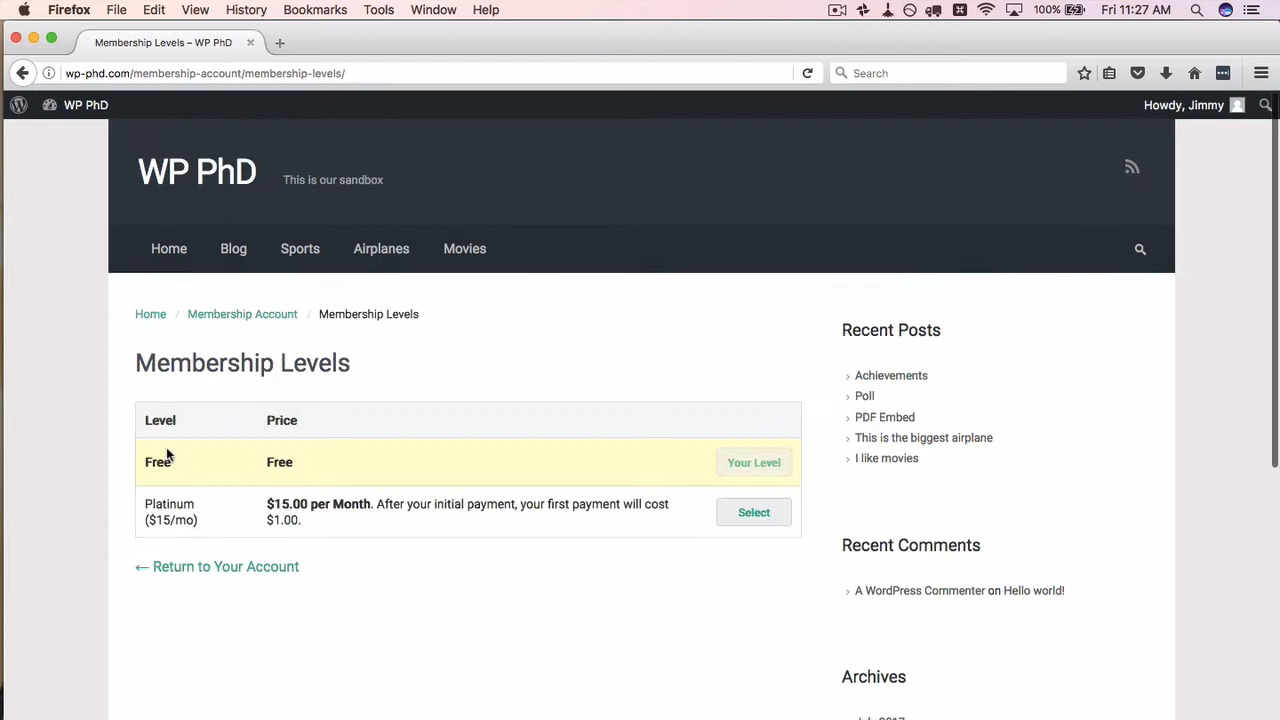 Firefox File Edit View History Bookmarks Tools Window Help 100% Fri 11:27 AM
Membership Levels – WP PhD
wp-phd.com/membership-account/membership-levels/ Search
WP PhD Howdy, Jimmy
WP PhD This is our sandbox
Home Blog Sports Airplanes Movies
Home / Membership Account / Membership Levels
Membership Levels
Level Price
Free Free Your Level
Platinum
($15/mo)
$15.00 per Month. After your initial payment, your first payment will cost
$1.00.
Select
← Return to Your Account
Recent Posts
› Achievements
› Poll
› PDF Embed
› This is the biggest airplane
› I like movies
Recent Comments
› A WordPress Commenter on Hello world!
Archives
July 2017